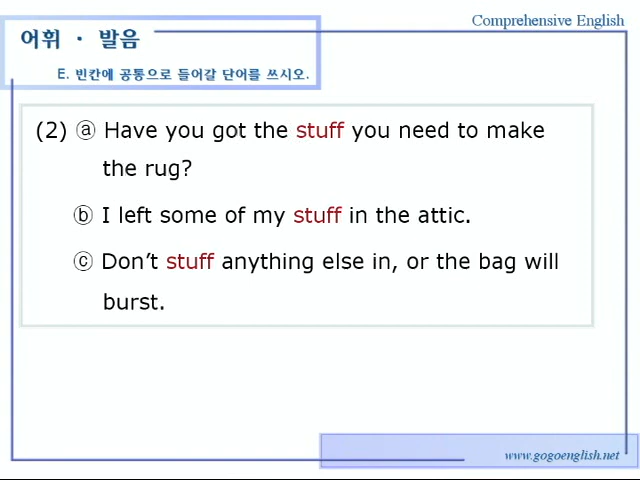 Comprehensive English
어휘 · 발음
E. 빈칸에 공통으로 들어갈 단어를 쓰시오.
(2) ⓐ Have you got the stuff you need to make
the rug?
ⓑ I left some of my stuff in the attic.
ⓒ Don’t stuff anything else in, or the bag will
burst.
www.gogoenglish.net